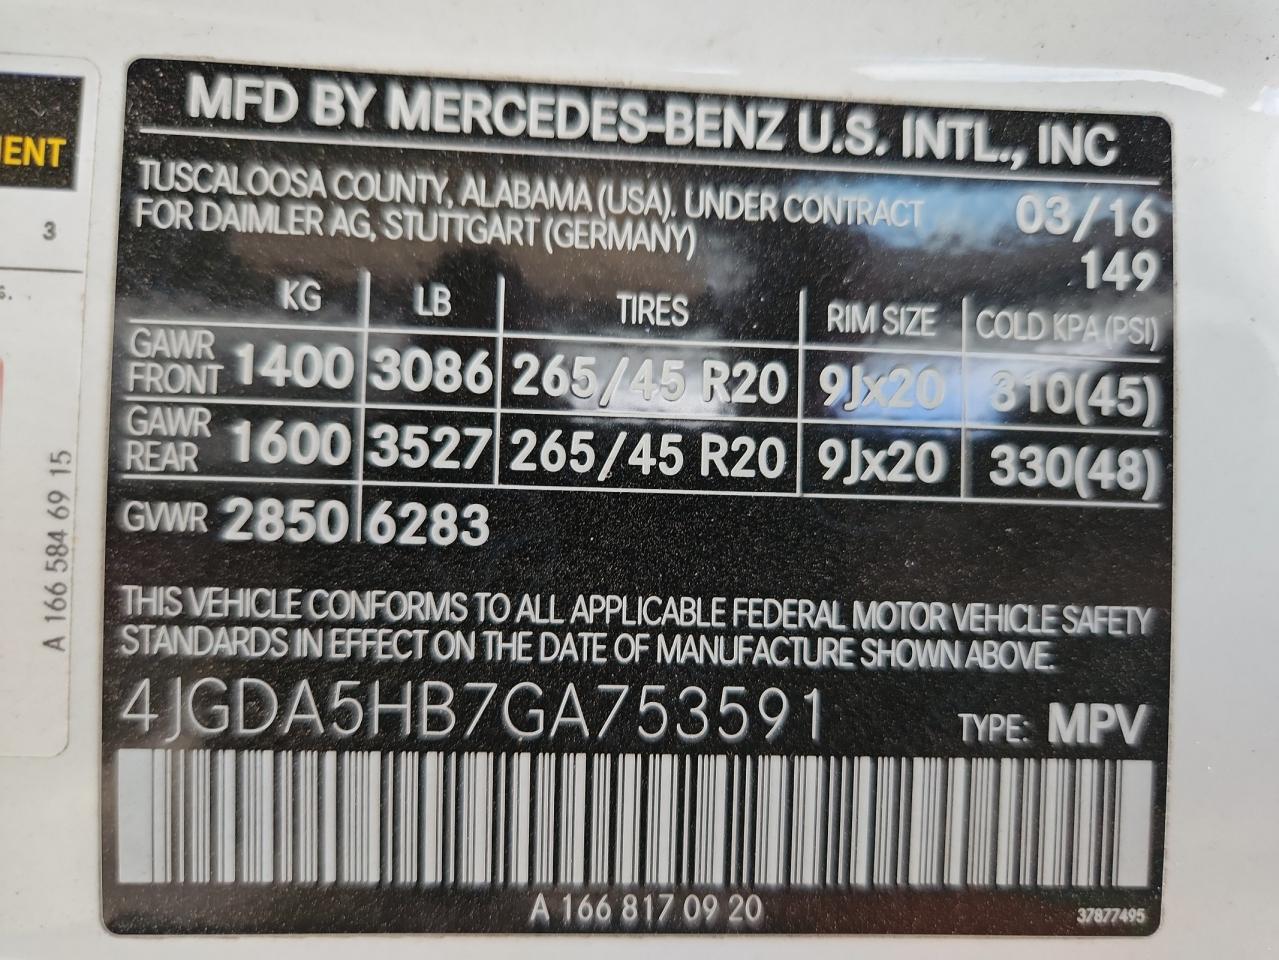 MFD BY MERCEDES-BENZ U.S. INTL., INC
TUSCALOOSA COUNTY, ALABAMA (USA). UNDER CONTRACT
FOR DAIMLER AG, STUTTGART (GERMANY)
03/16
149
KG LB TIRES RIM SIZE COLD KPA (PSI)
GAWR FRONT 1400 3086 265/45 R20 9Jx20 310(45)
GAWR REAR 1600 3527 265/45 R20 9Jx20 330(48)
GVWR 2850 6283
THIS VEHICLE CONFORMS TO ALL APPLICABLE FEDERAL MOTOR VEHICLE SAFETY
STANDARDS IN EFFECT ON THE DATE OF MANUFACTURE SHOWN ABOVE.
4JGDA5HB7GA753591 TYPE: MPV
A 166 817 09 20
37877495
3
A 166 584 69 15